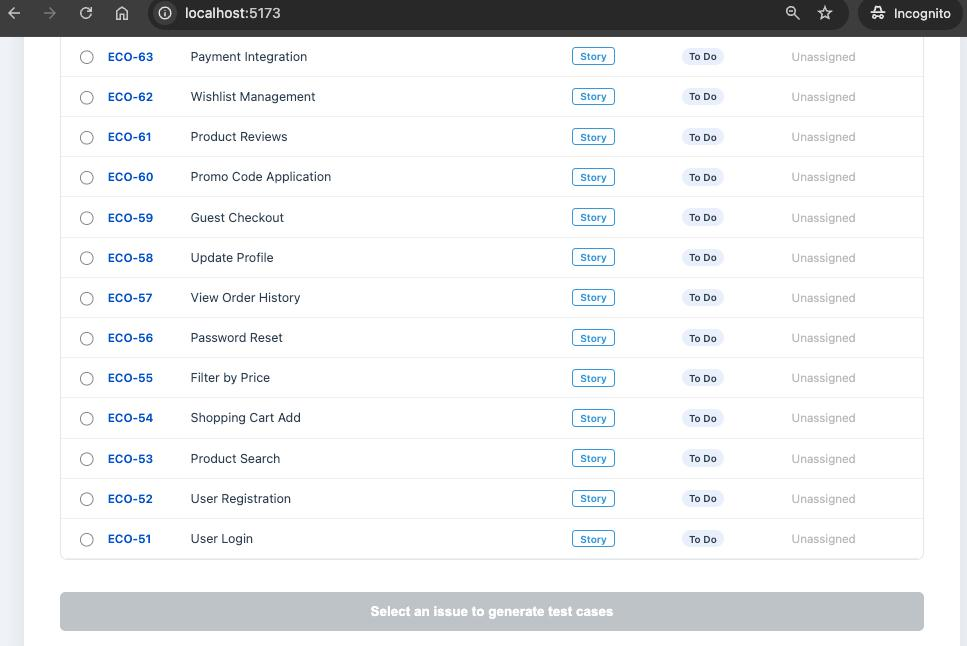 localhost:5173
Incognito
ECO-63 Payment Integration Story To Do Unassigned
ECO-62 Wishlist Management Story To Do Unassigned
ECO-61 Product Reviews Story To Do Unassigned
ECO-60 Promo Code Application Story To Do Unassigned
ECO-59 Guest Checkout Story To Do Unassigned
ECO-58 Update Profile Story To Do Unassigned
ECO-57 View Order History Story To Do Unassigned
ECO-56 Password Reset Story To Do Unassigned
ECO-55 Filter by Price Story To Do Unassigned
ECO-54 Shopping Cart Add Story To Do Unassigned
ECO-53 Product Search Story To Do Unassigned
ECO-52 User Registration Story To Do Unassigned
ECO-51 User Login Story To Do Unassigned
Select an issue to generate test cases